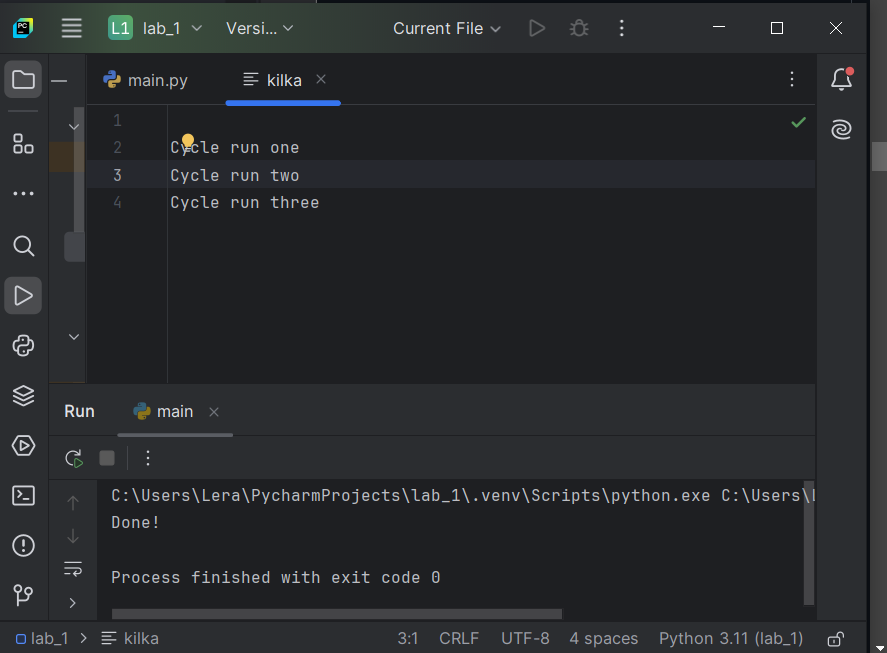 PC
L1 lab_1 Versi... Current File
main.py kilka
1
2 Cycle run one
3 Cycle run two
4 Cycle run three
Run main
C:\Users\Lera\PycharmProjects\lab_1\.venv\Scripts\python.exe C:\Users\
Done!
Process finished with exit code 0
lab_1 kilka 3:1 CRLF UTF-8 4 spaces Python 3.11 (lab_1)